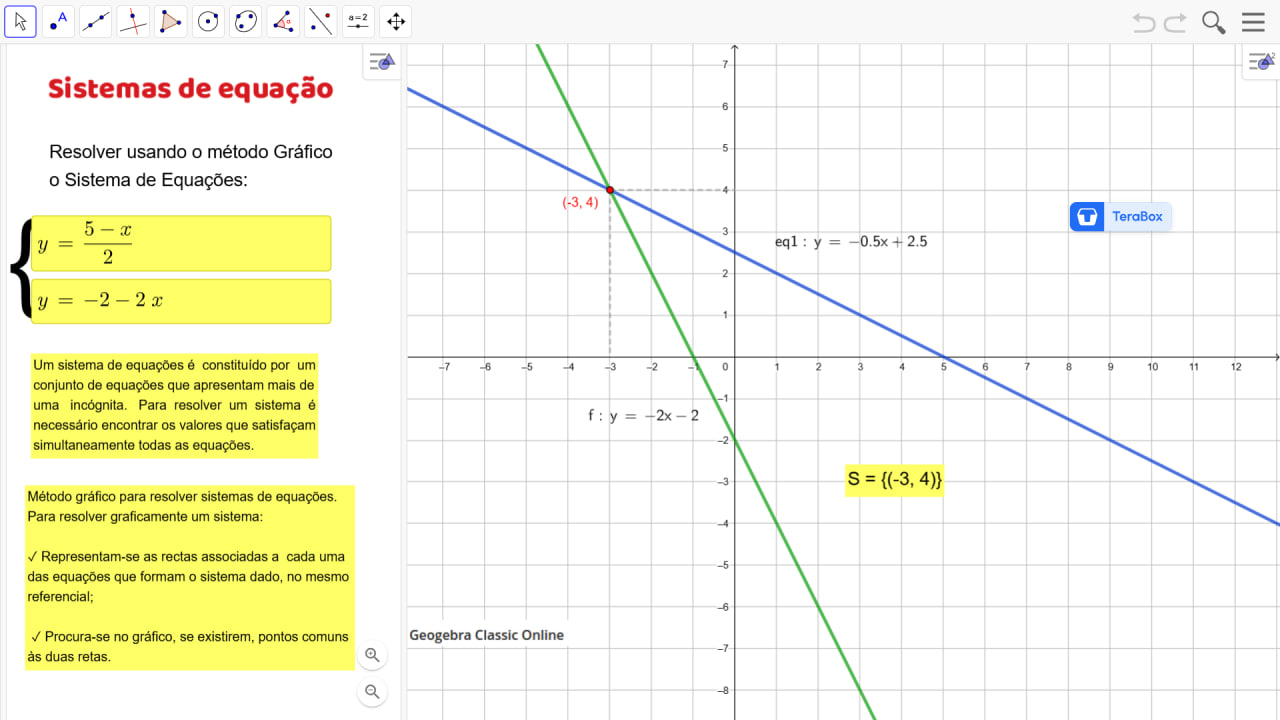 a=2
Sistemas de equação
Resolver usando o método Gráfico
o Sistema de Equações:
y = (5 − x)/2
y = −2 − 2 x
Um sistema de equações é constituído por um
conjunto de equações que apresentam mais de
uma incógnita. Para resolver um sistema é
necessário encontrar os valores que satisfaçam
simultaneamente todas as equações.
Método gráfico para resolver sistemas de equações.
Para resolver graficamente um sistema:
✓ Representam-se as rectas associadas a cada uma
das equações que formam o sistema dado, no mesmo
referencial;
✓ Procura-se no gráfico, se existirem, pontos comuns
às duas retas.
7
6
5
4
(-3, 4)
TeraBox
3
eq1 : y = −0.5x + 2.5
2
1
−7 −6 −5 −4 −3 −2 −1 0 1 2 3 4 5 6 7 8 9 10 11 12
−1
f : y = −2x − 2
−2
−3
S = {(-3, 4)}
−4
−5
−6
Geogebra Classic Online
−7
−8